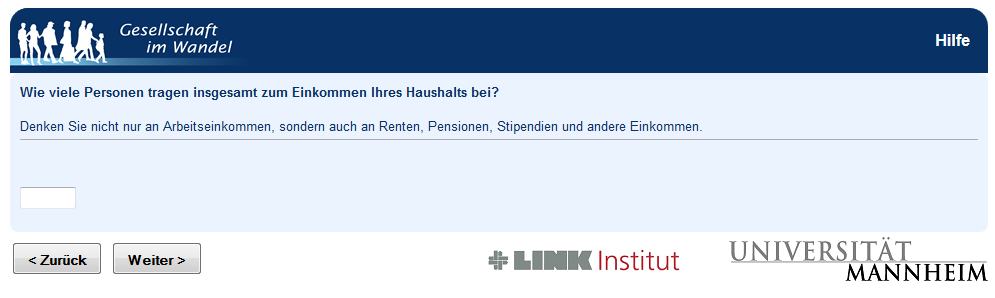 Gesellschaft
im Wandel
Hilfe
Wie viele Personen tragen insgesamt zum Einkommen Ihres Haushalts bei?
Denken Sie nicht nur an Arbeitseinkommen, sondern auch an Renten, Pensionen, Stipendien und andere Einkommen.
< Zurück
Weiter >
LINK Institut
UNIVERSITÄT
MANNHEIM